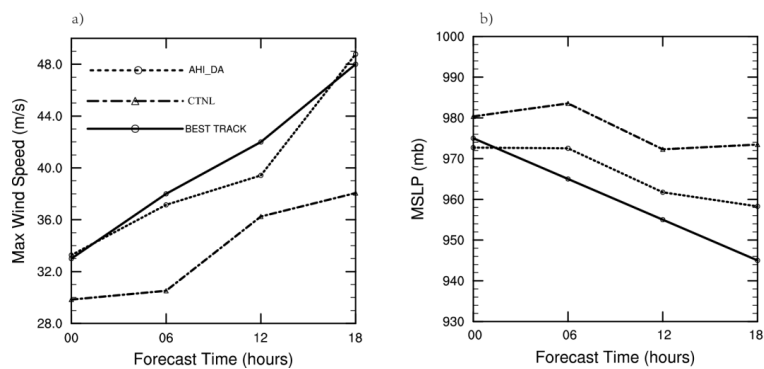 a)
48.0
44.0
40.0
36.0
32.0
28.0
Max Wind Speed (m/s)
AHI_DA
CTNL
BEST TRACK
00 06 12 18
Forecast Time (hours)
b)
1000
990
980
970
960
950
940
930
MSLP (mb)
00 06 12 18
Forecast Time (hours)